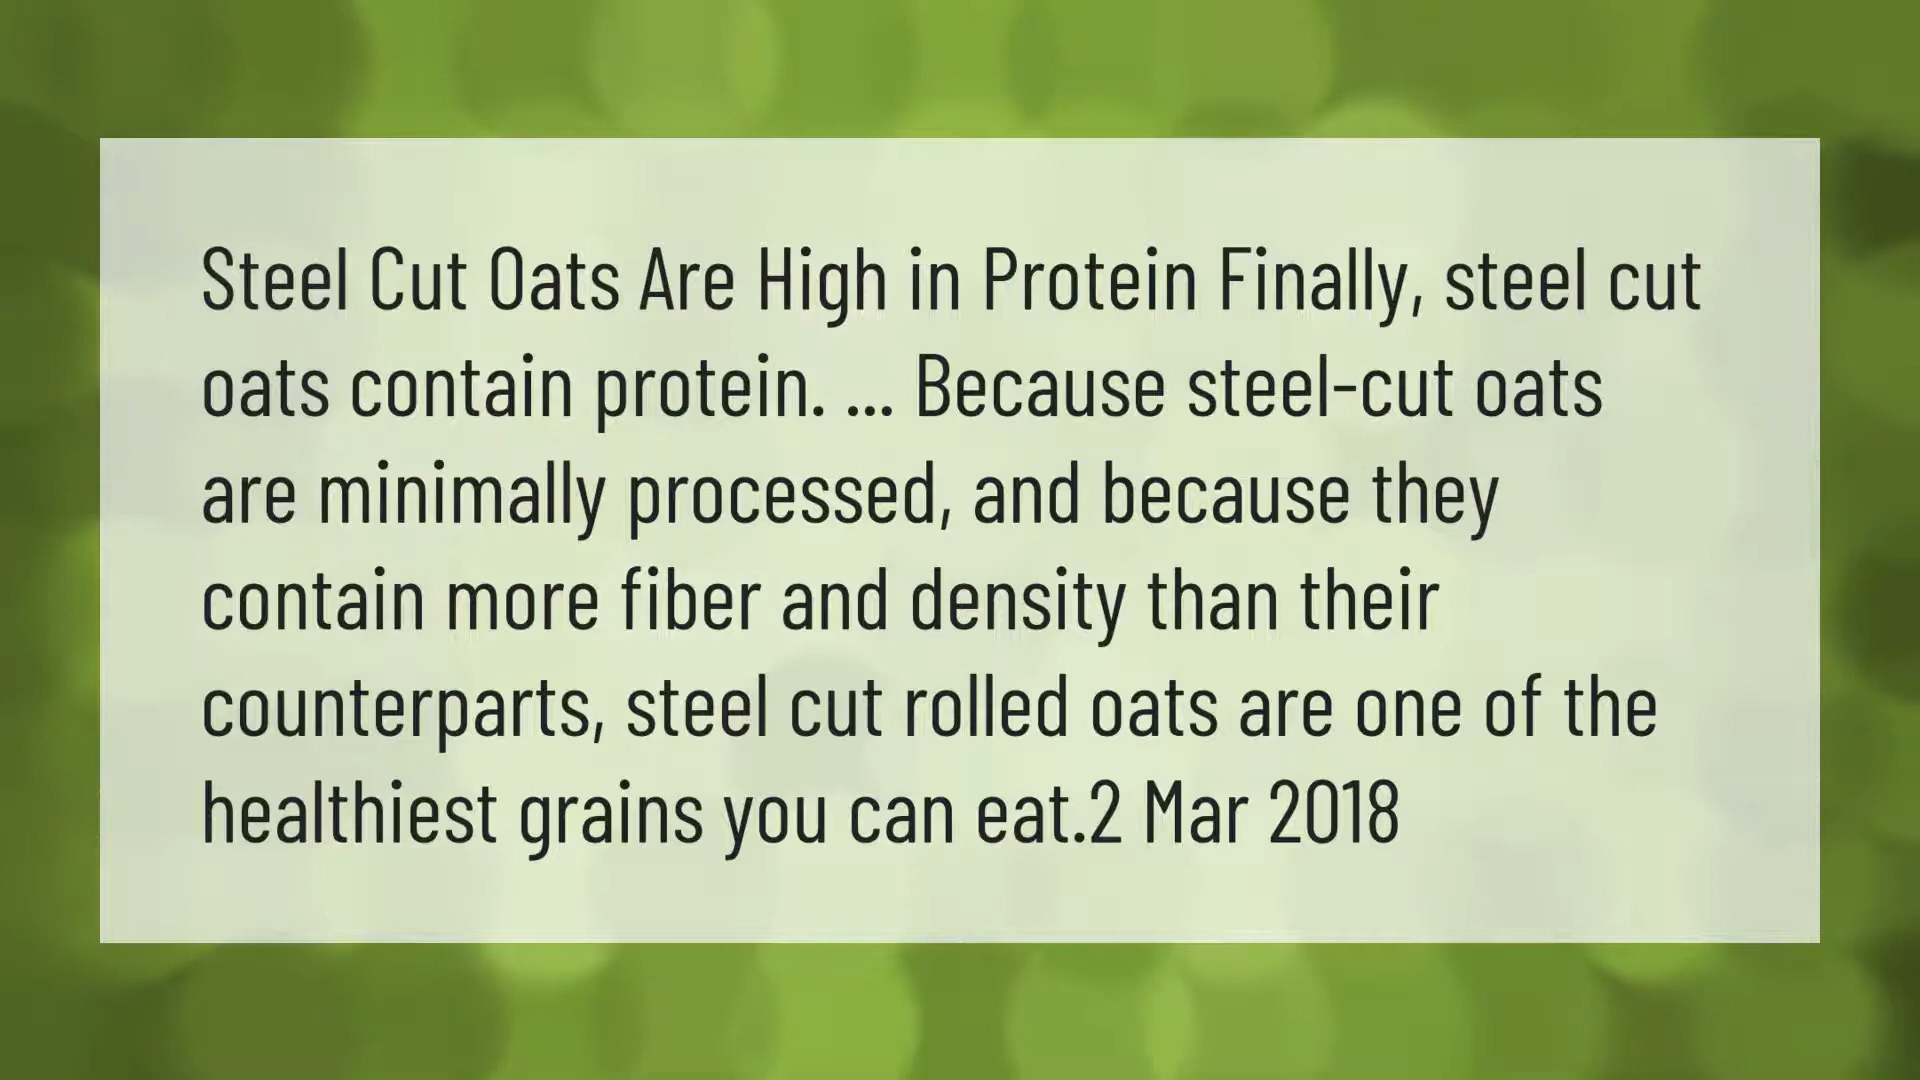 Steel Cut Oats Are High in Protein Finally, steel cut
oats contain protein. ... Because steel-cut oats
are minimally processed, and because they
contain more fiber and density than their
counterparts, steel cut rolled oats are one of the
healthiest grains you can eat.2 Mar 2018